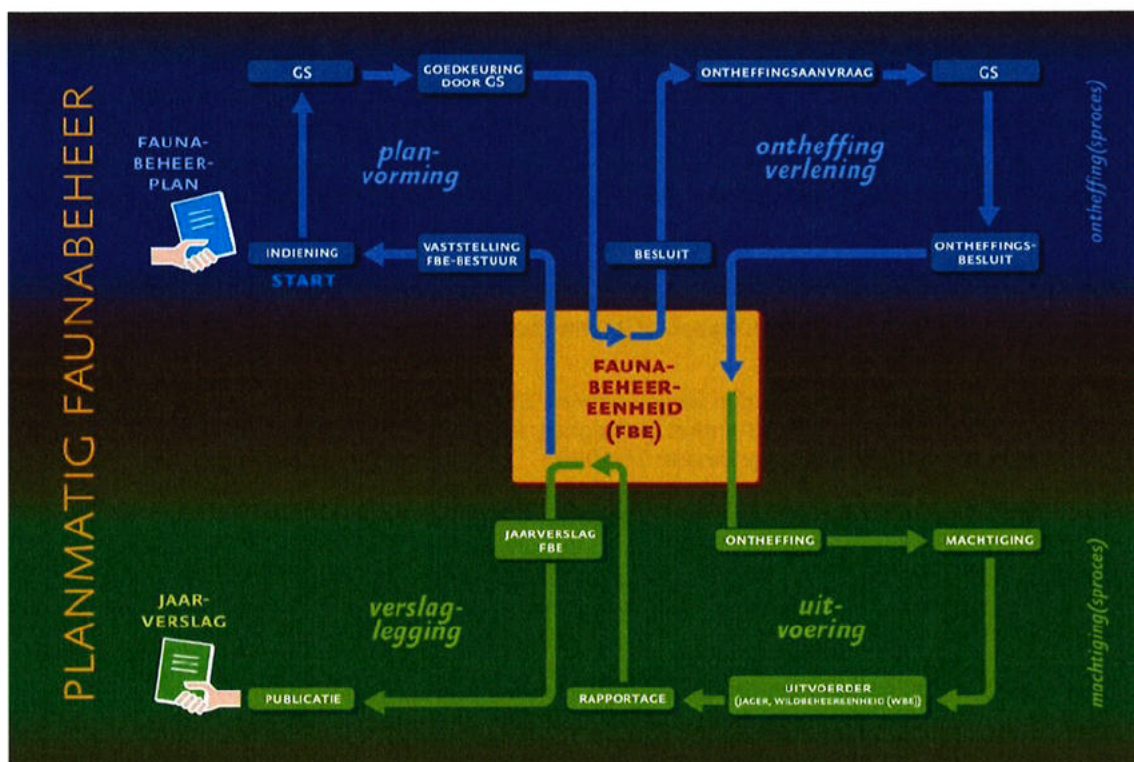 PLANMATIG FAUNABEHEER
GS
GOEDKEURING
DOOR GS
ONTHEFFINGSAANVRAAG
GS
FAUNA-
BEHEER-
PLAN
plan-
vorming
ontheffing
verlening
ontheffing(sproces)
INDIENING
START
VASTSTELLING
FBE-BESTUUR
BESLUIT
ONTHEFFINGS-
BESLUIT
FAUNA-
BEHEER-
EENHEID
(FBE)
JAARVERSLAG
FBE
ONTHEFFING
MACHTIGING
JAAR-
VERSLAG
verslag-
legging
uit-
voering
machtiging(sproces)
PUBLICATIE
RAPPORTAGE
UITVOERDER
(JAGER, WILDBEHEEREENHEID (WBE))